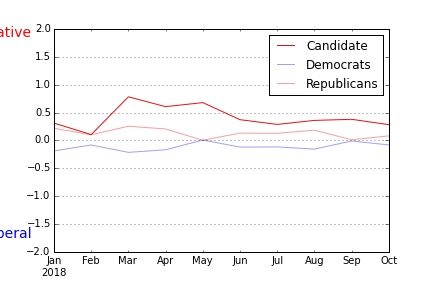 ative
2.0
1.5
1.0
0.5
0.0
−0.5
−1.0
−1.5
−2.0
beral
Candidate
Democrats
Republicans
Jan Feb Mar Apr May Jun Jul Aug Sep Oct
2018